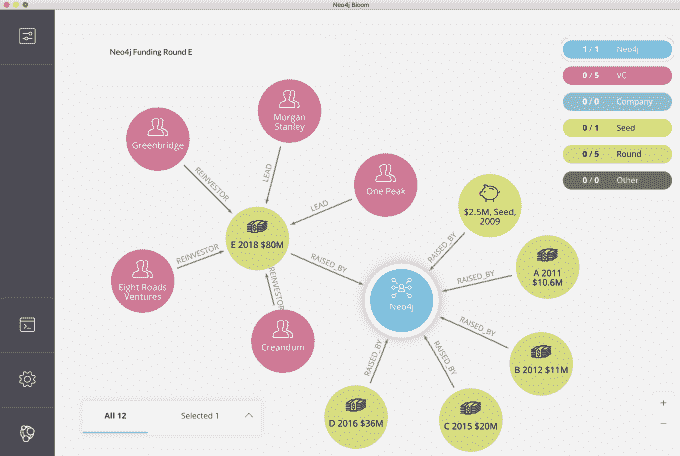 Neo4j Bloom
Neo4j Funding Round E
1 / 1 Neo4j
0 / 5 VC
0 / 0 Company
0 / 1 Seed
0 / 5 Round
0 / 0 Other
Morgan
Stanley
Greenbridge
One Peak
REINVESTOR
LEAD
LEAD
$2.5M, Seed,
2009
E 2018 $80M
REINVESTOR
RAISED_BY
RAISED_BY
A 2011
$10.6M
RAISED_BY
Eight Roads
Ventures
REINVESTOR
Neo4j
Creandum
RAISED_BY
RAISED_BY
RAISED_BY
B 2012 $11M
D 2016 $36M
C 2015 $20M
All 12
Selected 1
+
−